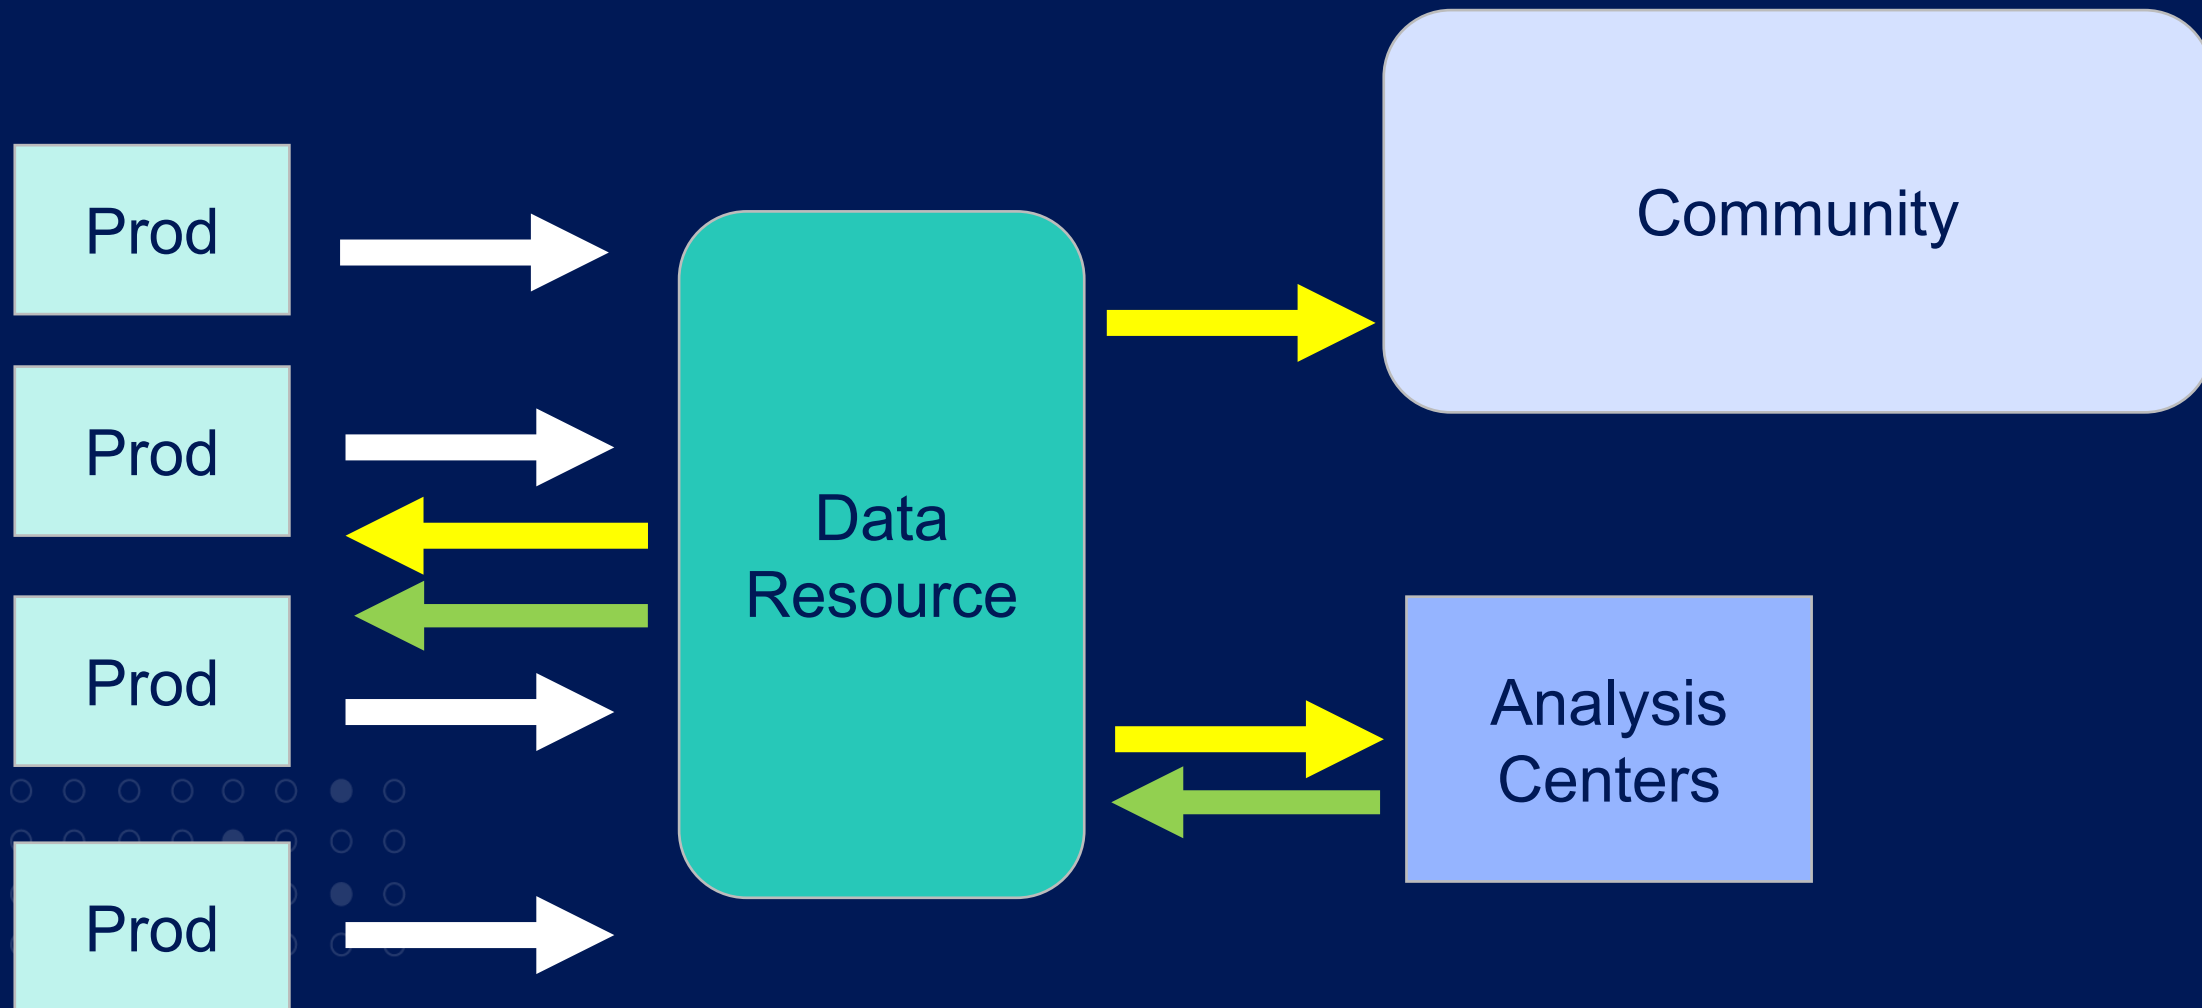 Prod
Prod
Prod
Prod
Data
Resource
Community
Analysis
Centers